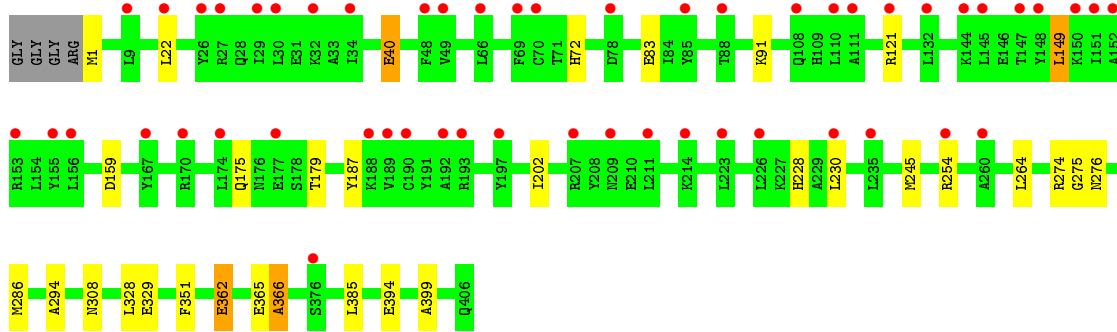 GLY GLY GLY ARG M1 I9 L22 Y26 R27 Q28 I29 L30 E31 K32 A33 I34 E40 F48 V49 L66 F69 C70 T71 H72 D78 E83 I84 Y85 T88 K91 Q108 H109 L110 A111 R121 L132 K144 L145 E146 T147 Y148 L149 K150 I151 A152
R153 L154 Y155 L156 D159 Y167 R170 L174 Q175 N176 E177 S178 T179 Y187 K188 V189 C190 Y191 A192 R193 Y197 I202 R207 Y208 N209 E210 L211 K214 L223 L226 K227 H228 A229 L230 L235 M245 R254 A260 L264 R274 G275 N276
M286 A294 N308 L328 E329 F351 E362 E365 A366 S376 L385 E394 A399 Q406